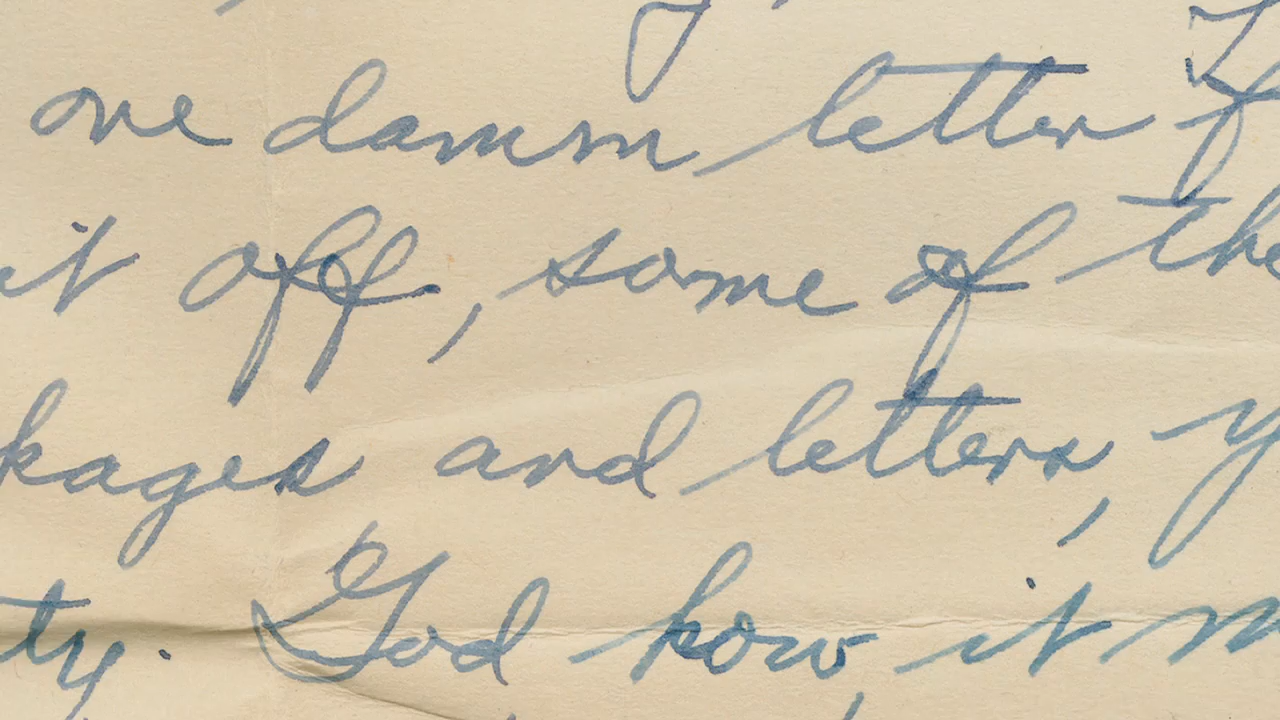 one damn letter
it off, some of the
kages and letters, y
ty. God how, it m